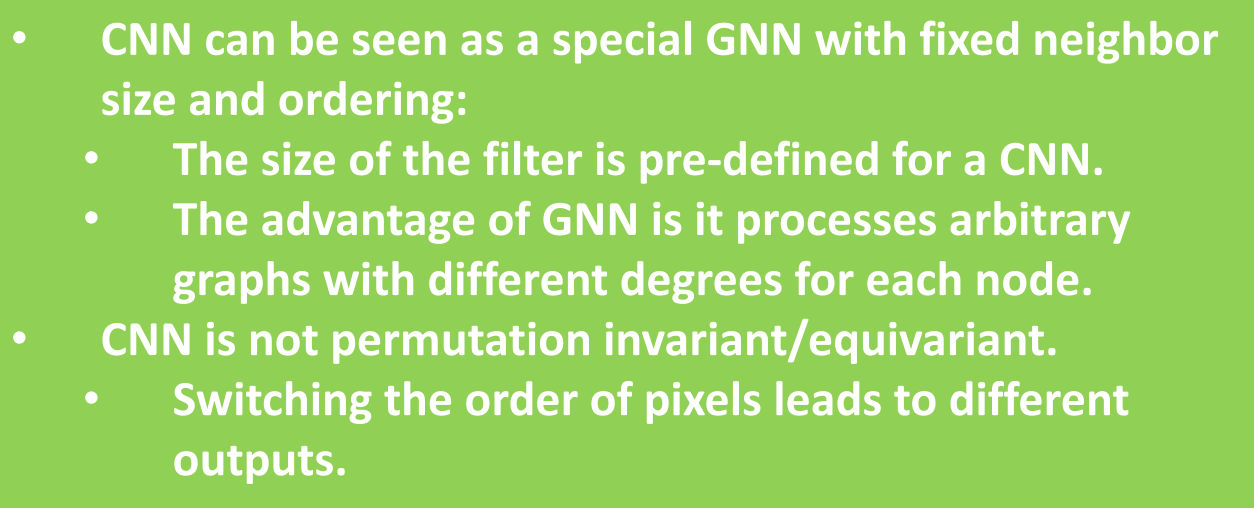 • CNN can be seen as a special GNN with fixed neighbor
size and ordering:
• The size of the filter is pre-defined for a CNN.
• The advantage of GNN is it processes arbitrary
graphs with different degrees for each node.
• CNN is not permutation invariant/equivariant.
• Switching the order of pixels leads to different
outputs.